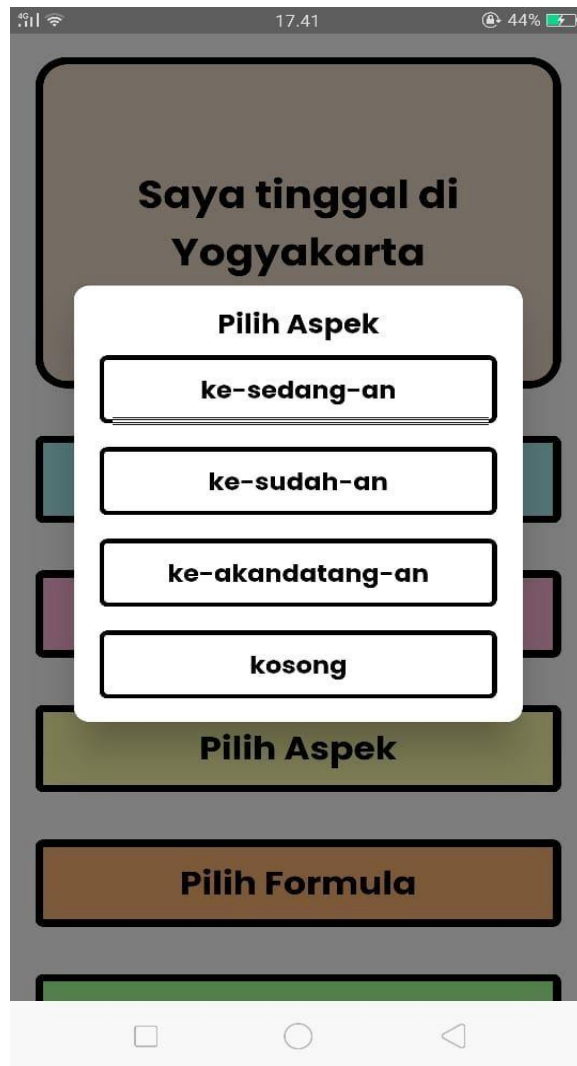 4G 17.41 44%
Saya tinggal di
Yogyakarta
Pilih Aspek
ke-sedang-an
ke-sudah-an
ke-akandatang-an
kosong
Pilih Aspek
Pilih Formula